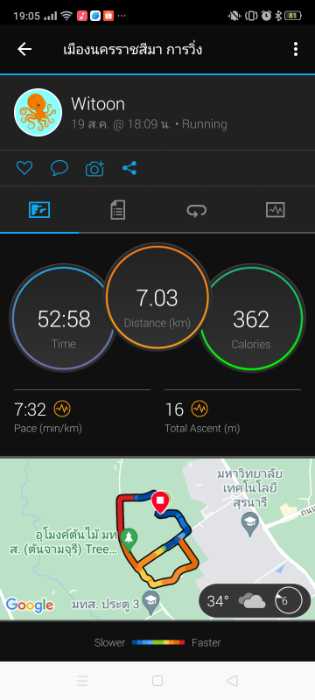 19:05
81
เมืองนครราชสีมา การวิ่ง
Witoon
19 ส.ค. @ 18:09 น. • Running
52:58
Time
7.03
Distance (km)
362
Calories
7:32
Pace (min/km)
16
Total Ascent (m)
มหาวิทยาลัย
เทคโนโลยี
สุรนารี
ถนน
อุโมงค์ต้นไม้ มท
ส. (ต้นจามจุรี) Tree...
มทส. ประตู 3
Google
34°
6
Slower
Faster